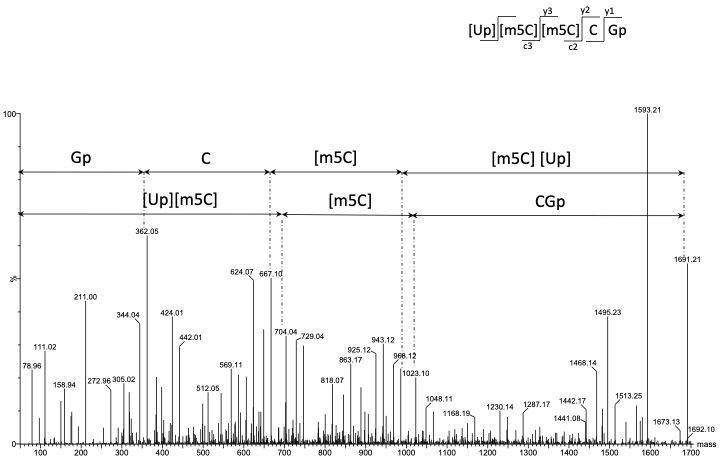 y3 y2 y1
[Up][m5C][m5C] C Gp
c3 c2
100
1593.21
Gp C [m5C] [m5C] [Up]
[Up][m5C] [m5C] CGp
362.05
1691.21
624.07 667.10
%
211.00
344.04 424.01 1495.23
442.01 704.04 729.04 943.12
111.02 925.12
863.17 968.12
78.96 569.11 1023.10 1468.14
158.94 272.96 305.02 512.05 818.07
1048.11 1168.19 1230.14 1287.17 1442.17 1513.25
1441.08 1673.13
1692.10
0
100 200 300 400 500 600 700 800 900 1000 1100 1200 1300 1400 1500 1600 1700 mass